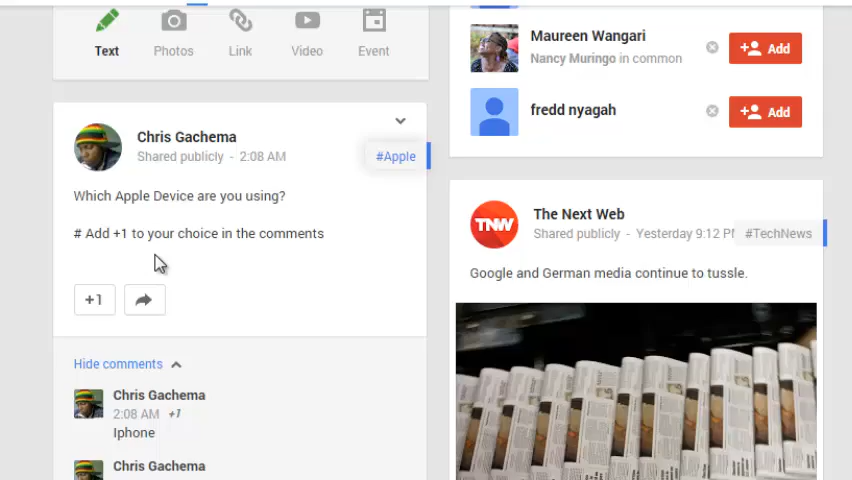 Text
Photos
Link
Video
Event
Chris Gachema
Shared publicly - 2:08 AM
#Apple
Which Apple Device are you using?
# Add +1 to your choice in the comments
+1
Hide comments
Chris Gachema
2:08 AM +1
Iphone
Chris Gachema
Maureen Wangari
Nancy Muringo in common
Add
fredd nyagah
Add
TNW
The Next Web
Shared publicly - Yesterday 9:12 PM
#TechNews
Google and German media continue to tussle.